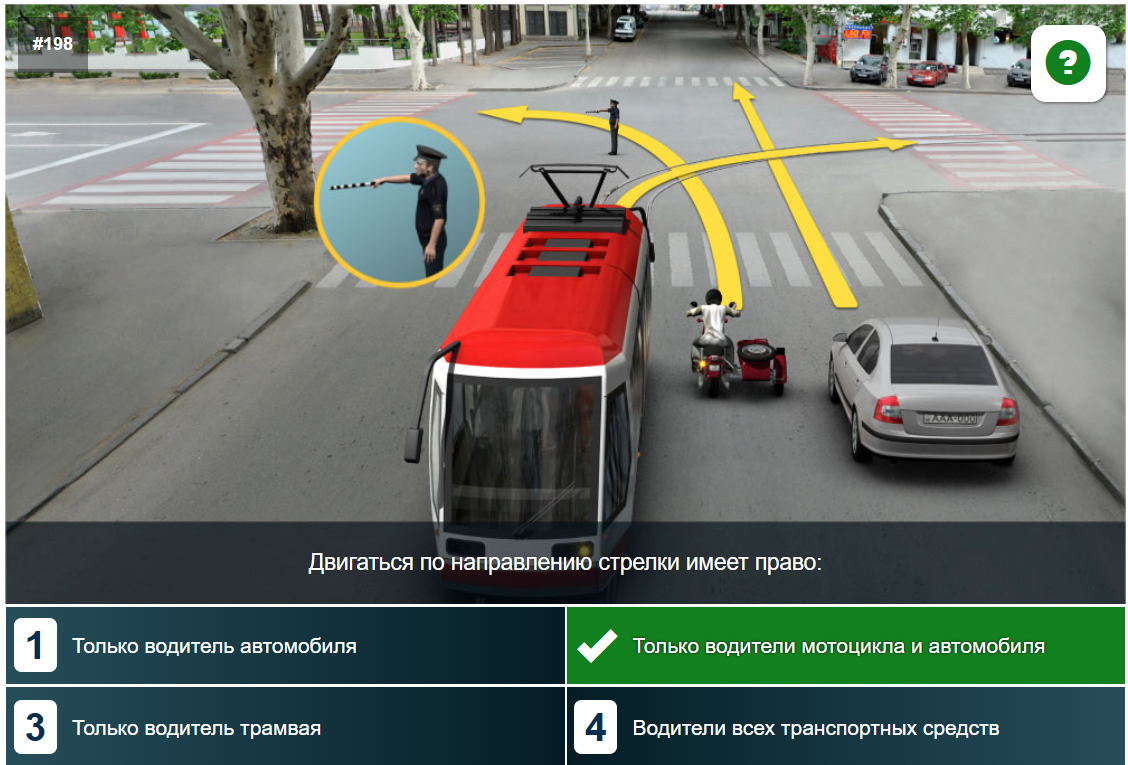 #198
?
AAA-000
Двигаться по направлению стрелки имеет право:
1 Только водитель автомобиля
Только водители мотоцикла и автомобиля
3 Только водитель трамвая
4 Водители всех транспортных средств